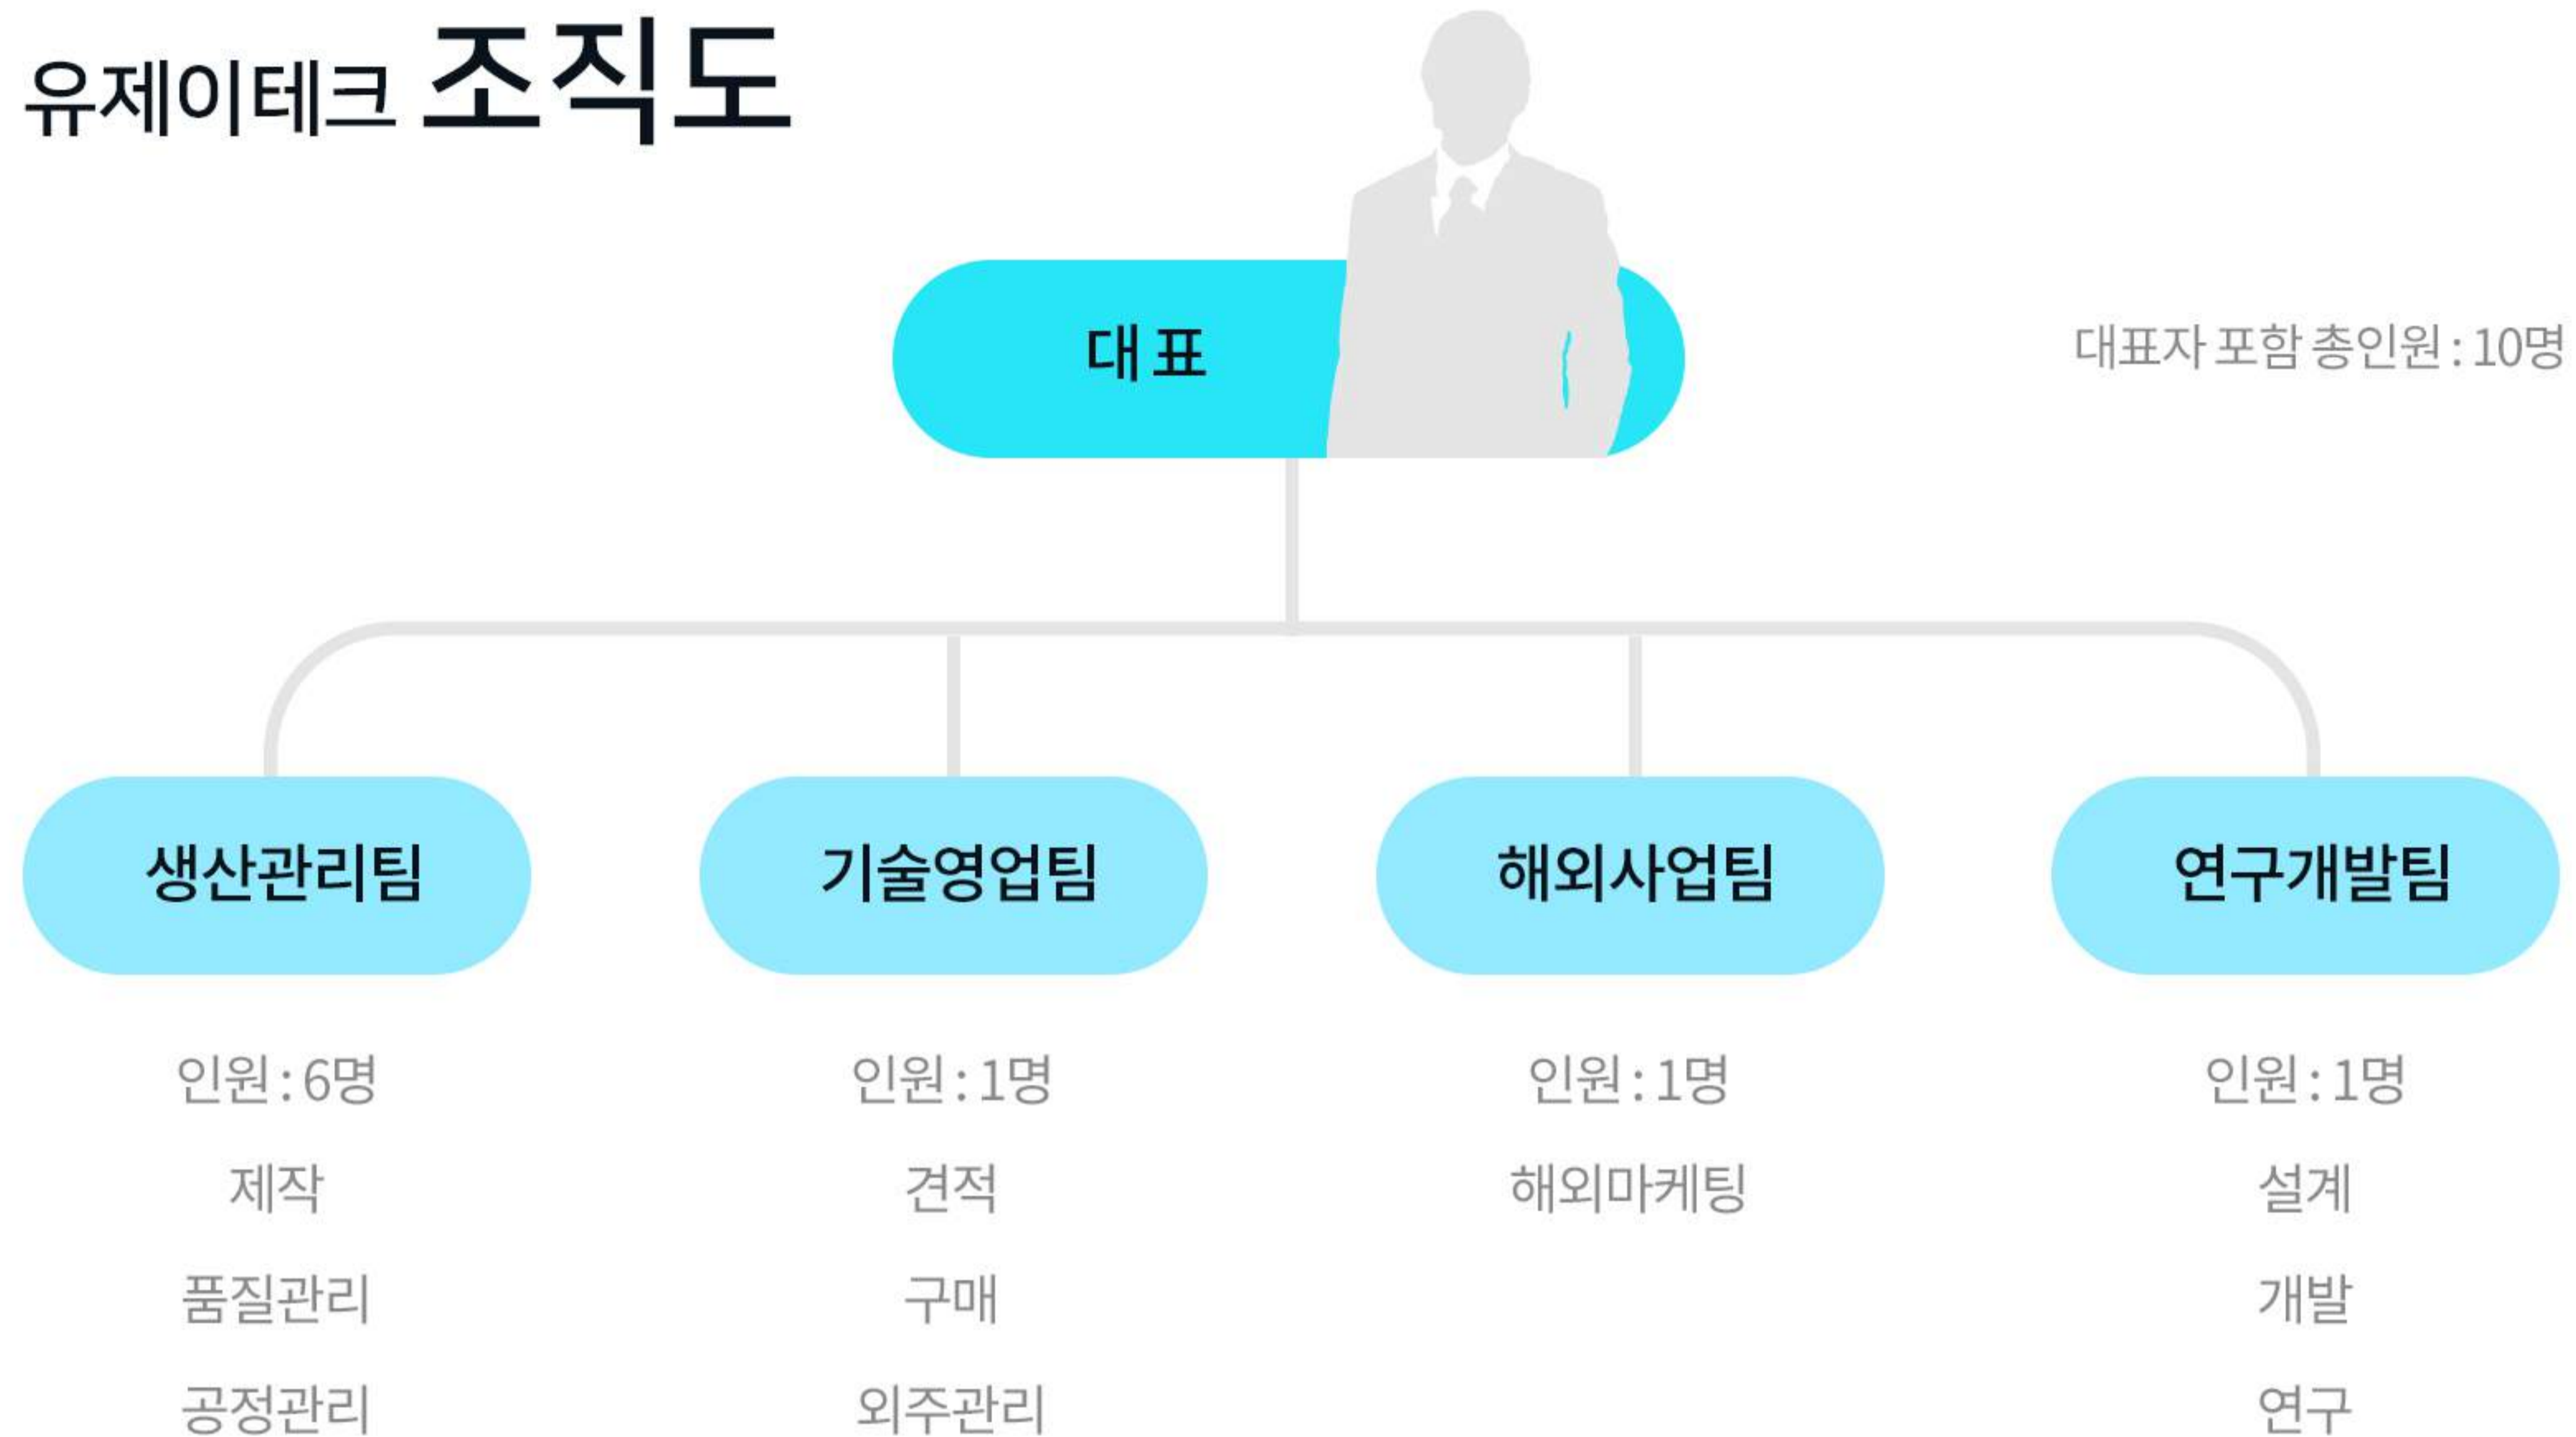 유제이테크 조직도
대 표
대표자 포함 총인원 : 10명
생산관리팀
인원 : 6명
제작
품질관리
공정관리
기술영업팀
인원 : 1명
견적
구매
외주관리
해외사업팀
인원 : 1명
해외마케팅
연구개발팀
인원 : 1명
설계
개발
연구